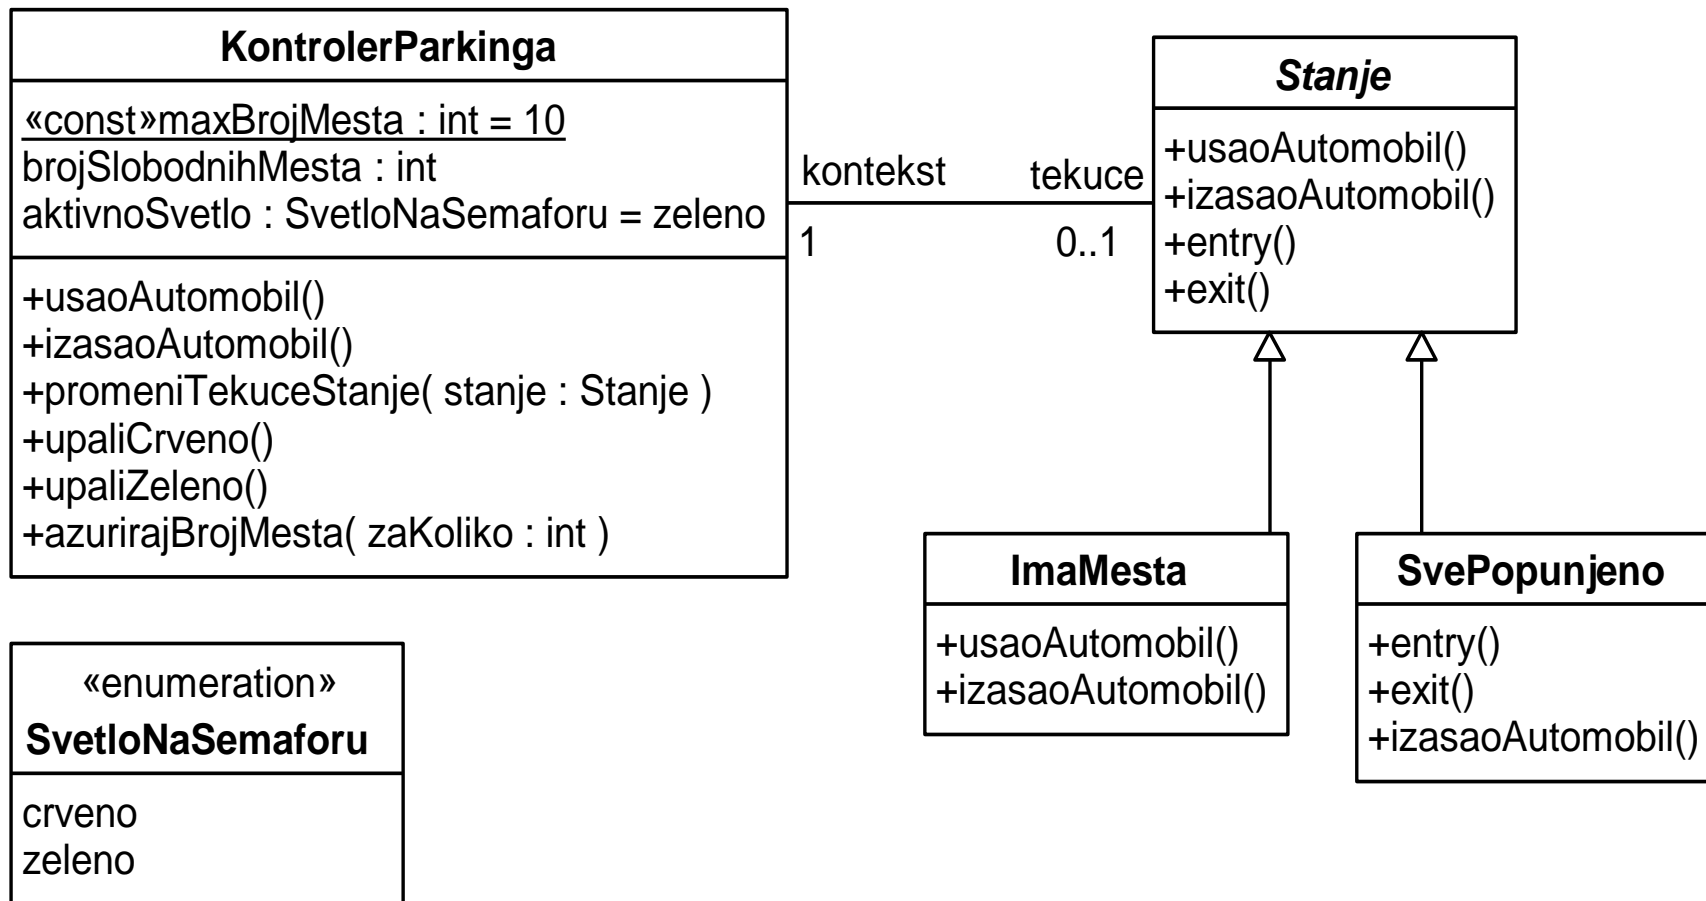 KontrolerParkinga
«const»maxBrojMesta : int = 10
brojSlobodnihMesta : int
aktivnoSvetlo : SvetloNaSemaforu = zeleno
+usaoAutomobil()
+izasaoAutomobil()
+promeniTekuceStanje( stanje : Stanje )
+upaliCrveno()
+upaliZeleno()
+azurirajBrojMesta( zaKoliko : int )
kontekst
1
tekuce
0..1
Stanje
+usaoAutomobil()
+izasaoAutomobil()
+entry()
+exit()
ImaMesta
+usaoAutomobil()
+izasaoAutomobil()
SvePopunjeno
+entry()
+exit()
+izasaoAutomobil()
«enumeration»
SvetloNaSemaforu
crveno
zeleno